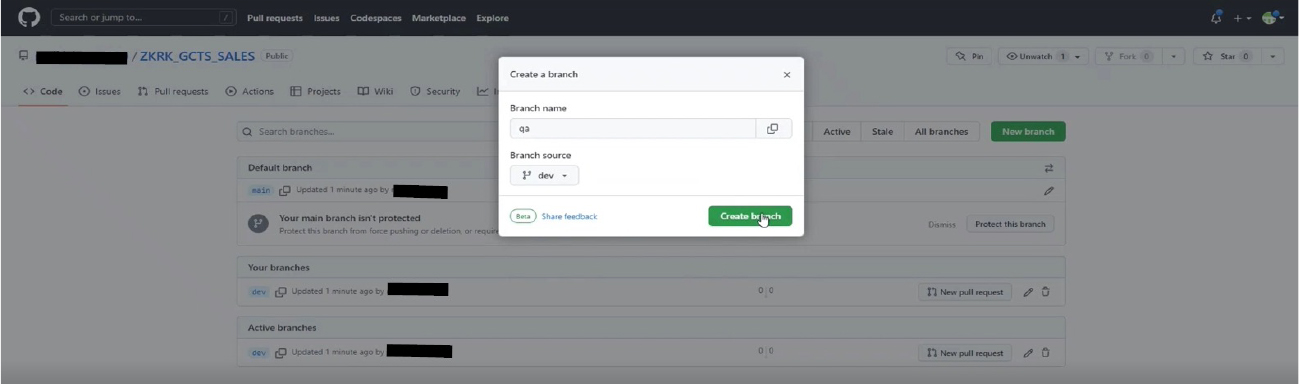 Search or jump to... / Pull requests Issues Codespaces Marketplace Explore
/ ZKRK_GCTS_SALES Public Pin Unwatch 1 Fork 0 Star 0
Code Issues Pull requests Actions Projects Wiki Security
Create a branch
Branch name
qa
Branch source
dev
Beta Share feedback Create branch
Search branches... Active Stale All branches New branch
Default branch
main Updated 1 minute ago by
Your main branch isn't protected
Protect this branch from force pushing or deletion, or require
Dismiss Protect this branch
Your branches
dev Updated 1 minute ago by 0 0 New pull request
Active branches
dev Updated 1 minute ago by 0 0 New pull request